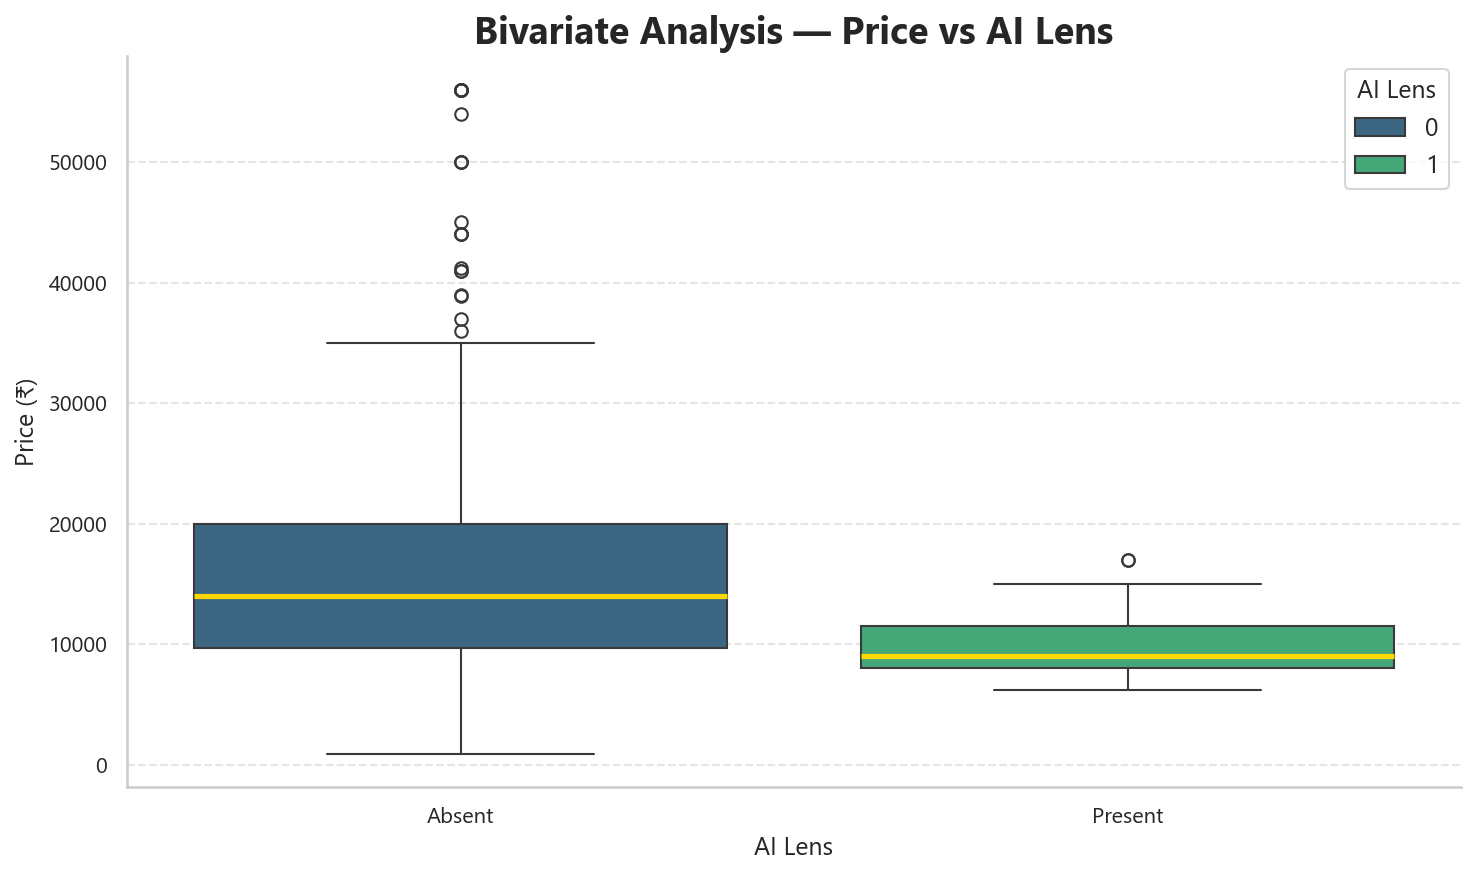 Bivariate Analysis — Price vs AI Lens
AI Lens
0
1
Price (₹)
50000
40000
30000
20000
10000
0
Absent
Present
AI Lens